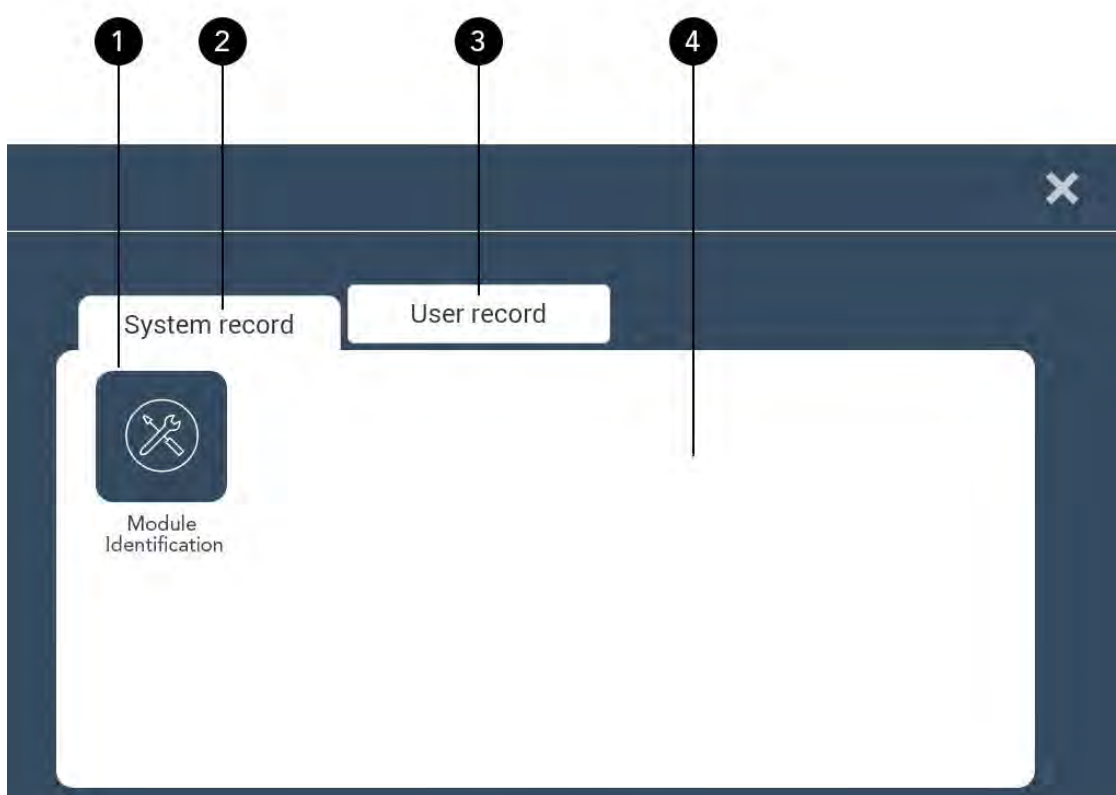 1 2 3 4
System record
User record
Module
Identification